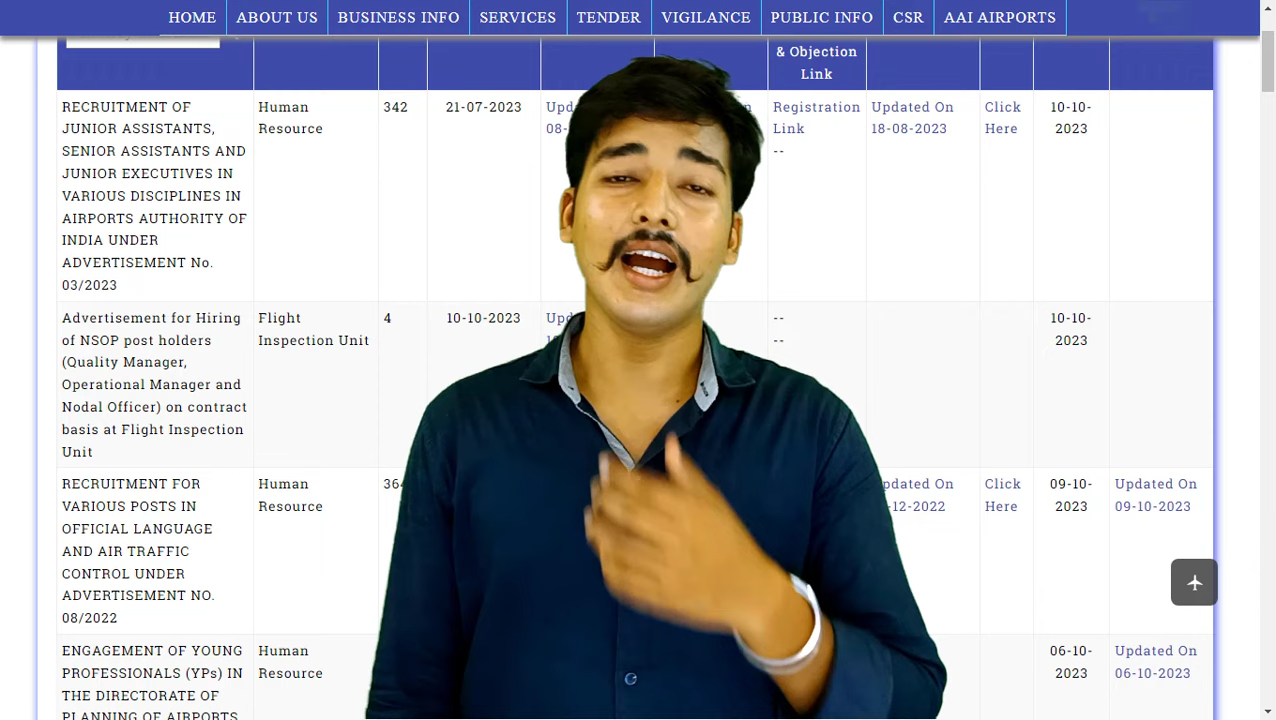 HOME ABOUT US BUSINESS INFO SERVICES TENDER VIGILANCE PUBLIC INFO CSR AAI AIRPORTS
& Objection
Link
RECRUITMENT OF
JUNIOR ASSISTANTS,
SENIOR ASSISTANTS AND
JUNIOR EXECUTIVES IN
VARIOUS DISCIPLINES IN
AIRPORTS AUTHORITY OF
INDIA UNDER
ADVERTISEMENT No.
03/2023
Human
Resource
342
21-07-2023
Registration
Link
--
Updated On
18-08-2023
Click
Here
10-10-
2023
Advertisement for Hiring
of NSOP post holders
(Quality Manager,
Operational Manager and
Nodal Officer) on contract
basis at Flight Inspection
Unit
Flight
Inspection Unit
4
10-10-2023
--
--
10-10-
2023
RECRUITMENT FOR
VARIOUS POSTS IN
OFFICIAL LANGUAGE
AND AIR TRAFFIC
CONTROL UNDER
ADVERTISEMENT NO.
08/2022
Human
Resource
On
-12-2022
Click
Here
09-10-
2023
Updated On
09-10-2023
ENGAGEMENT OF YOUNG
PROFESSIONALS (YPs) IN
THE DIRECTORATE OF
PLANNING OF AIRPORTS
Human
Resource
06-10-
2023
Updated On
06-10-2023